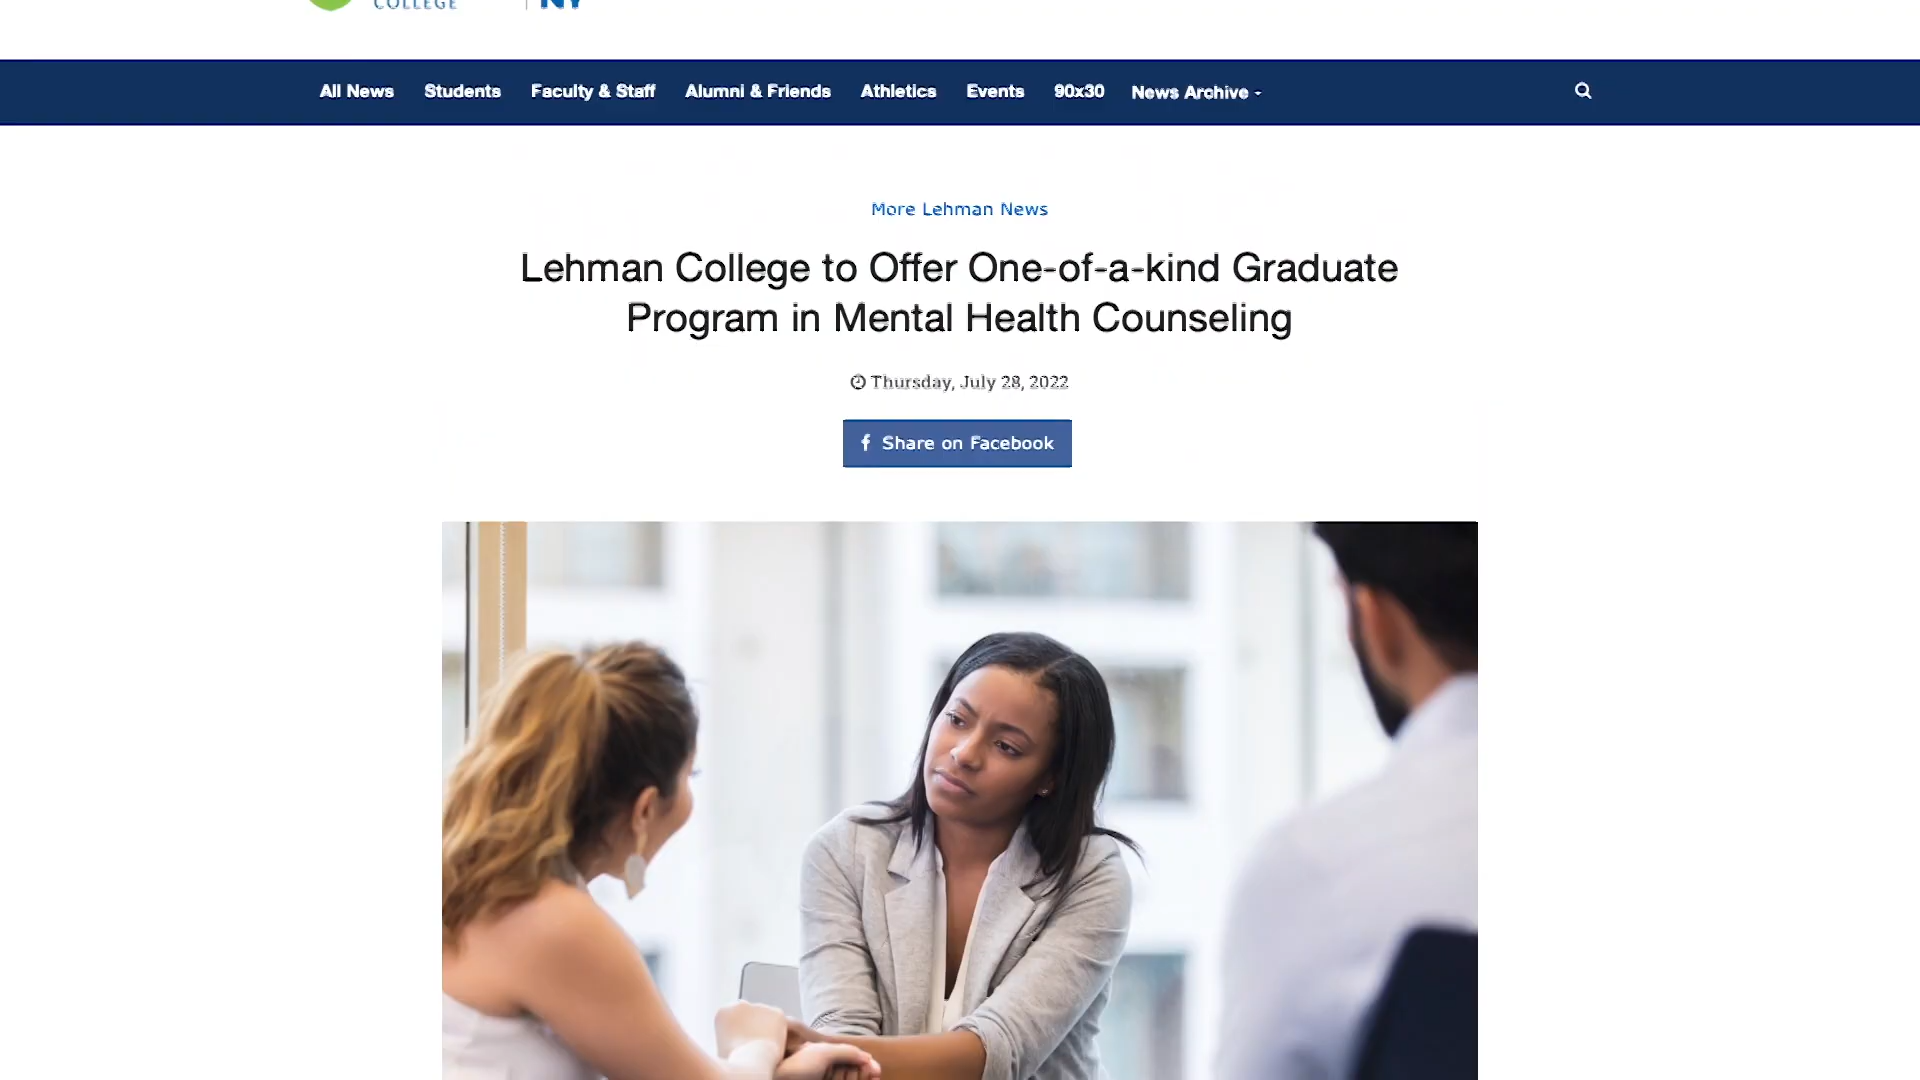 COLLEGE
NY
All News Students Faculty & Staff Alumni & Friends Athletics Events 90x30 News Archive
More Lehman News
Lehman College to Offer One-of-a-kind Graduate
Program in Mental Health Counseling
Thursday, July 28, 2022
Share on Facebook